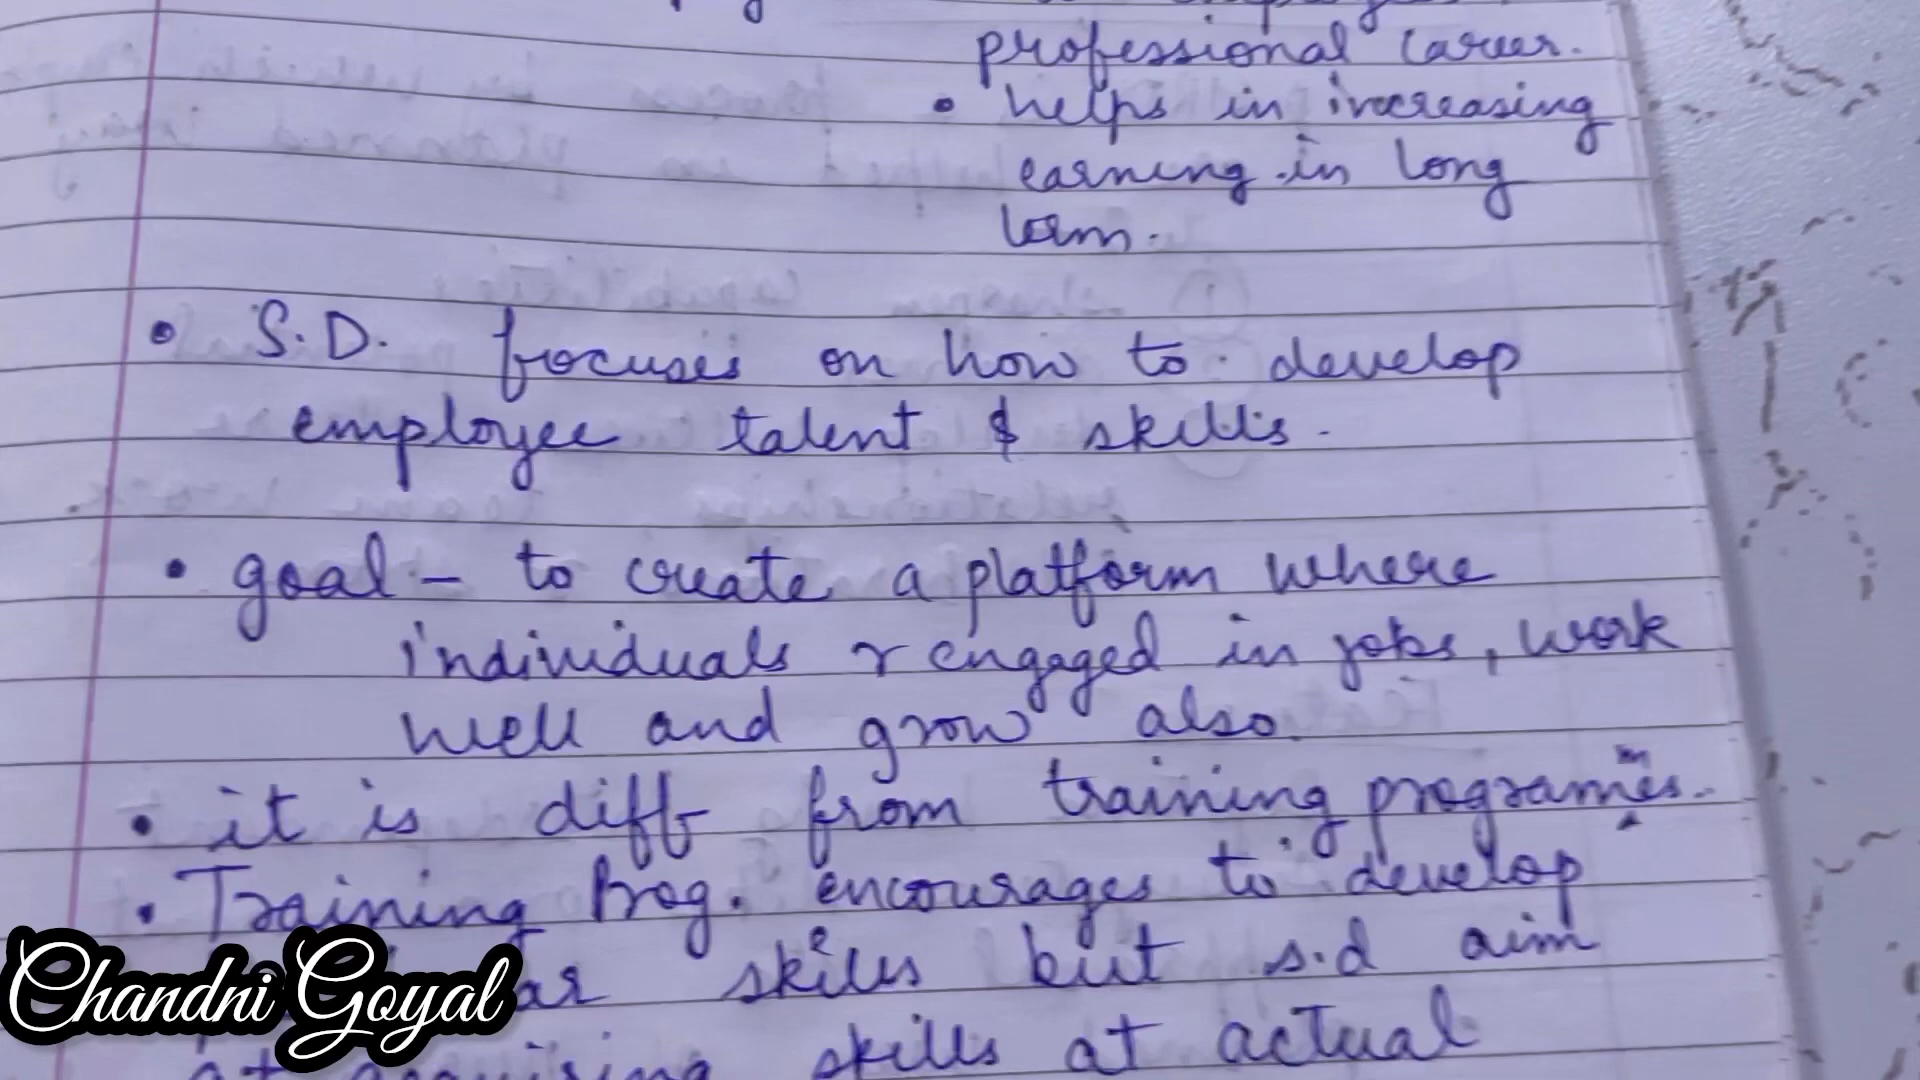 professional career.
• helps in increasing
earning in long
term.
• S.D. focuses on how to develop
employee talent & skills.
• goal – to create a platform where
individuals r engaged in jobs, work
well and grow also.
• it is diff from training programmes.
• Training Prog. encourages to develop
skills but s.d aim
at acquiring skills at actual
Chandni Goyal